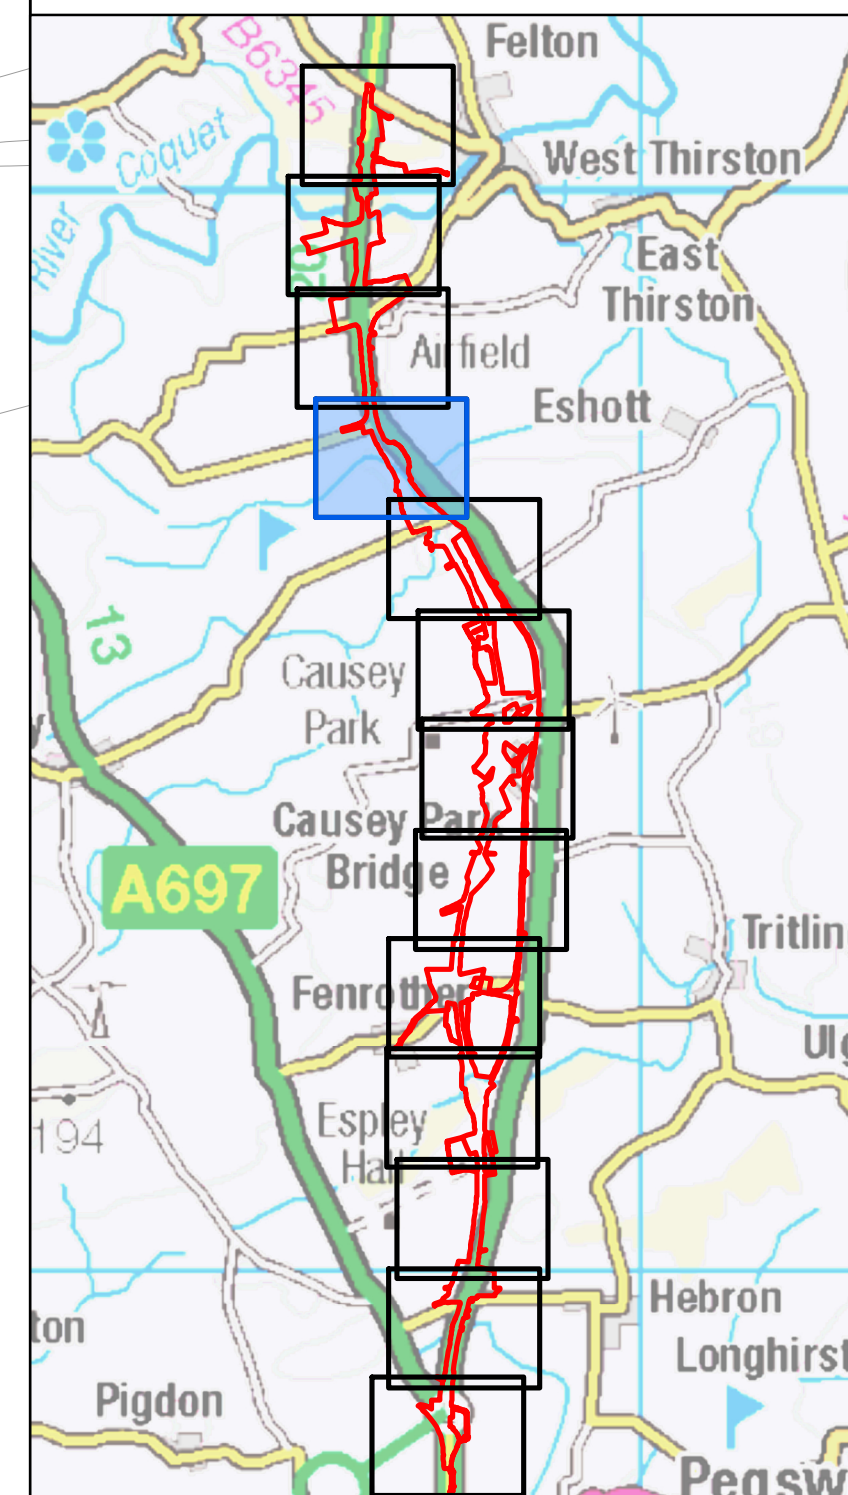 Felton
B6345
Coquet
West Thirston
River
East
Thirston
Airfield
Eshott
13
Causey
Park
Causey Park
Bridge
A697
Tritlin
Fenrother
Ulg
Espley
Hall
194
Hebron
ton
Longhirst
Pigdon
Pegsw